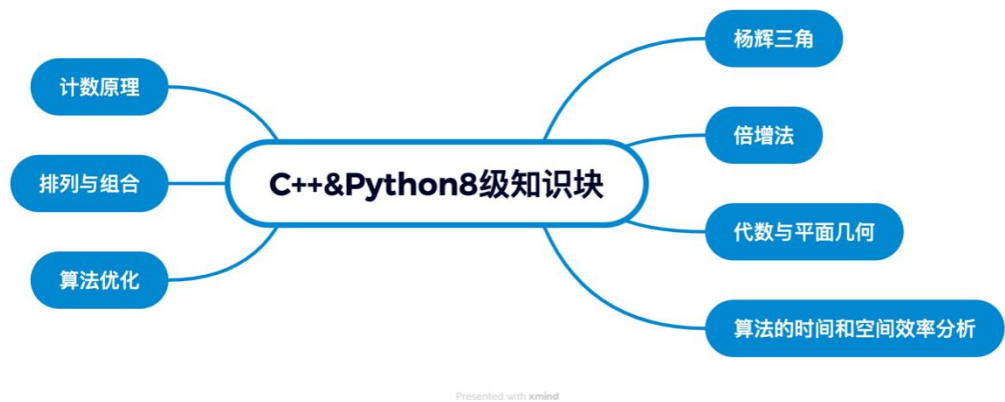 杨辉三角
计数原理
倍增法
排列与组合
C++&Python8级知识块
代数与平面几何
算法优化
算法的时间和空间效率分析
Presented with xmind